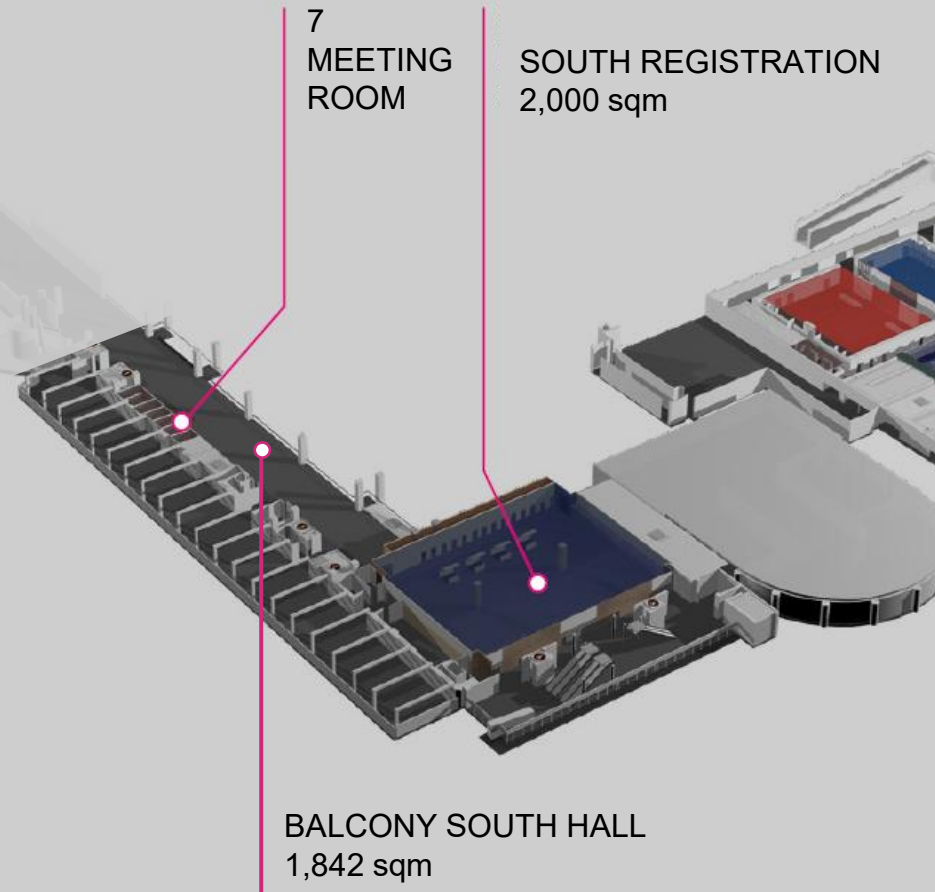 7
MEETING
ROOM
SOUTH REGISTRATION
2,000 sqm
BALCONY SOUTH HALL
1,842 sqm